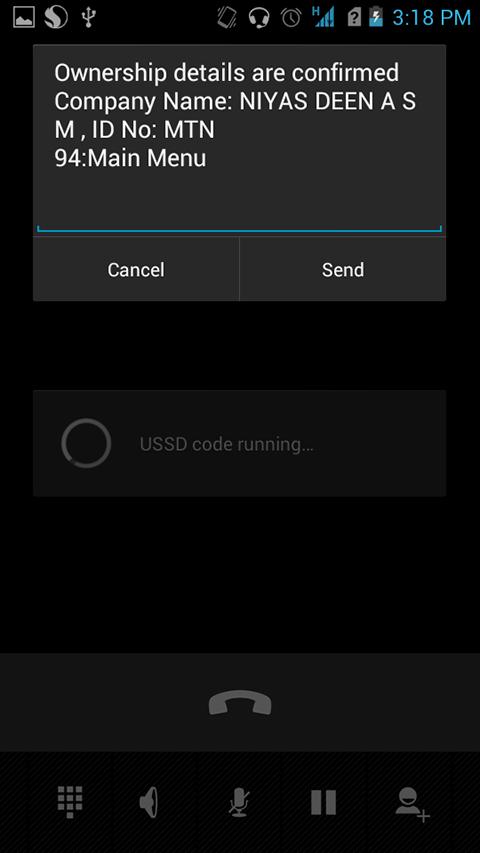 H 3:18 PM
Ownership details are confirmed
Company Name: NIYAS DEEN A S
M , ID No: MTN
94:Main Menu
Cancel Send
USSD code running...